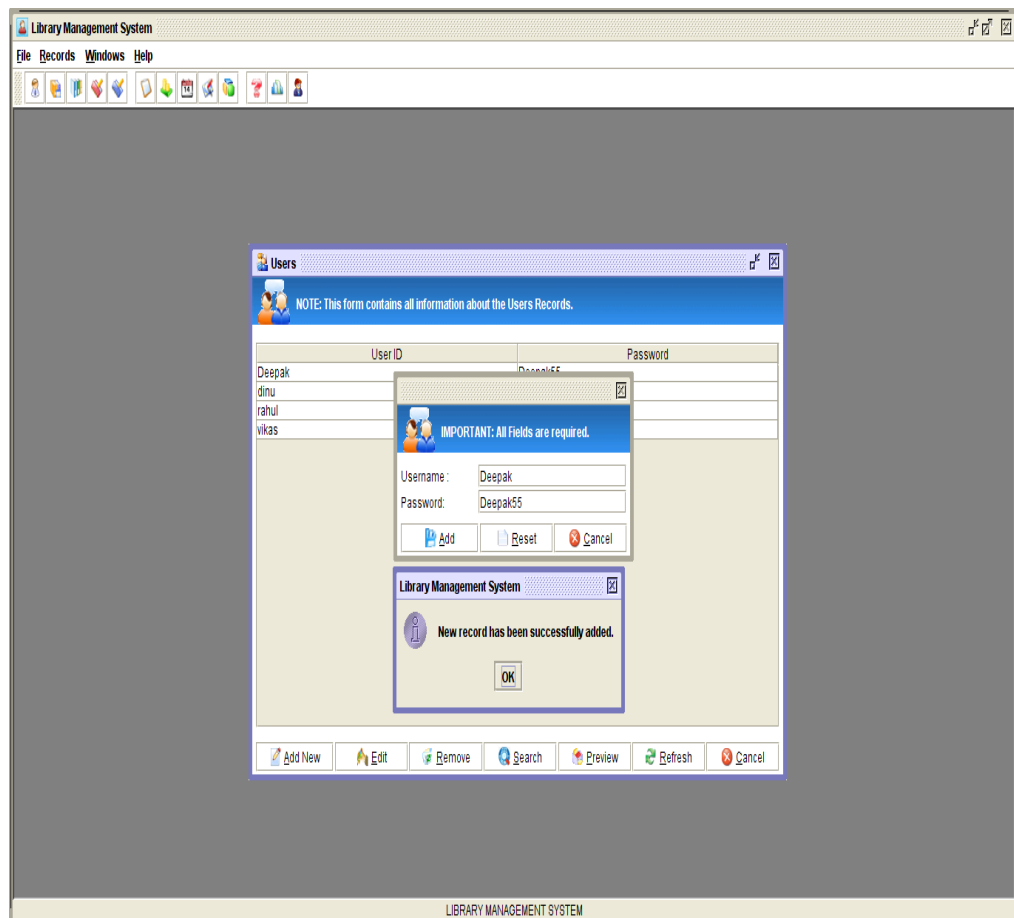 Library Management System
File Records Windows Help
14
Users
NOTE: This form contains all information about the Users Records.
User ID Password
Deepak Deepak55
dinu
rahul
vikas
IMPORTANT: All Fields are required.
Username : Deepak
Password: Deepak55
Add Reset Cancel
Library Management System
New record has been successfully added.
OK
Add New Edit Remove Search Preview Refresh Cancel
LIBRARY MANAGEMENT SYSTEM